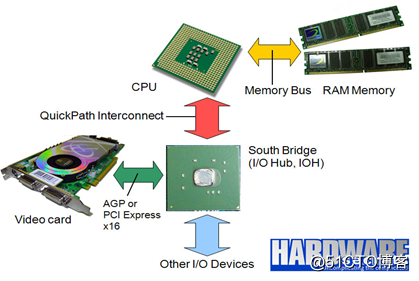 CPU
Memory Bus
RAM Memory
QuickPath Interconnect
South Bridge
(I/O Hub, IOH)
Video card
AGP or
PCI Express
x16
Other I/O Devices
HARDWARE
@51CTO博客